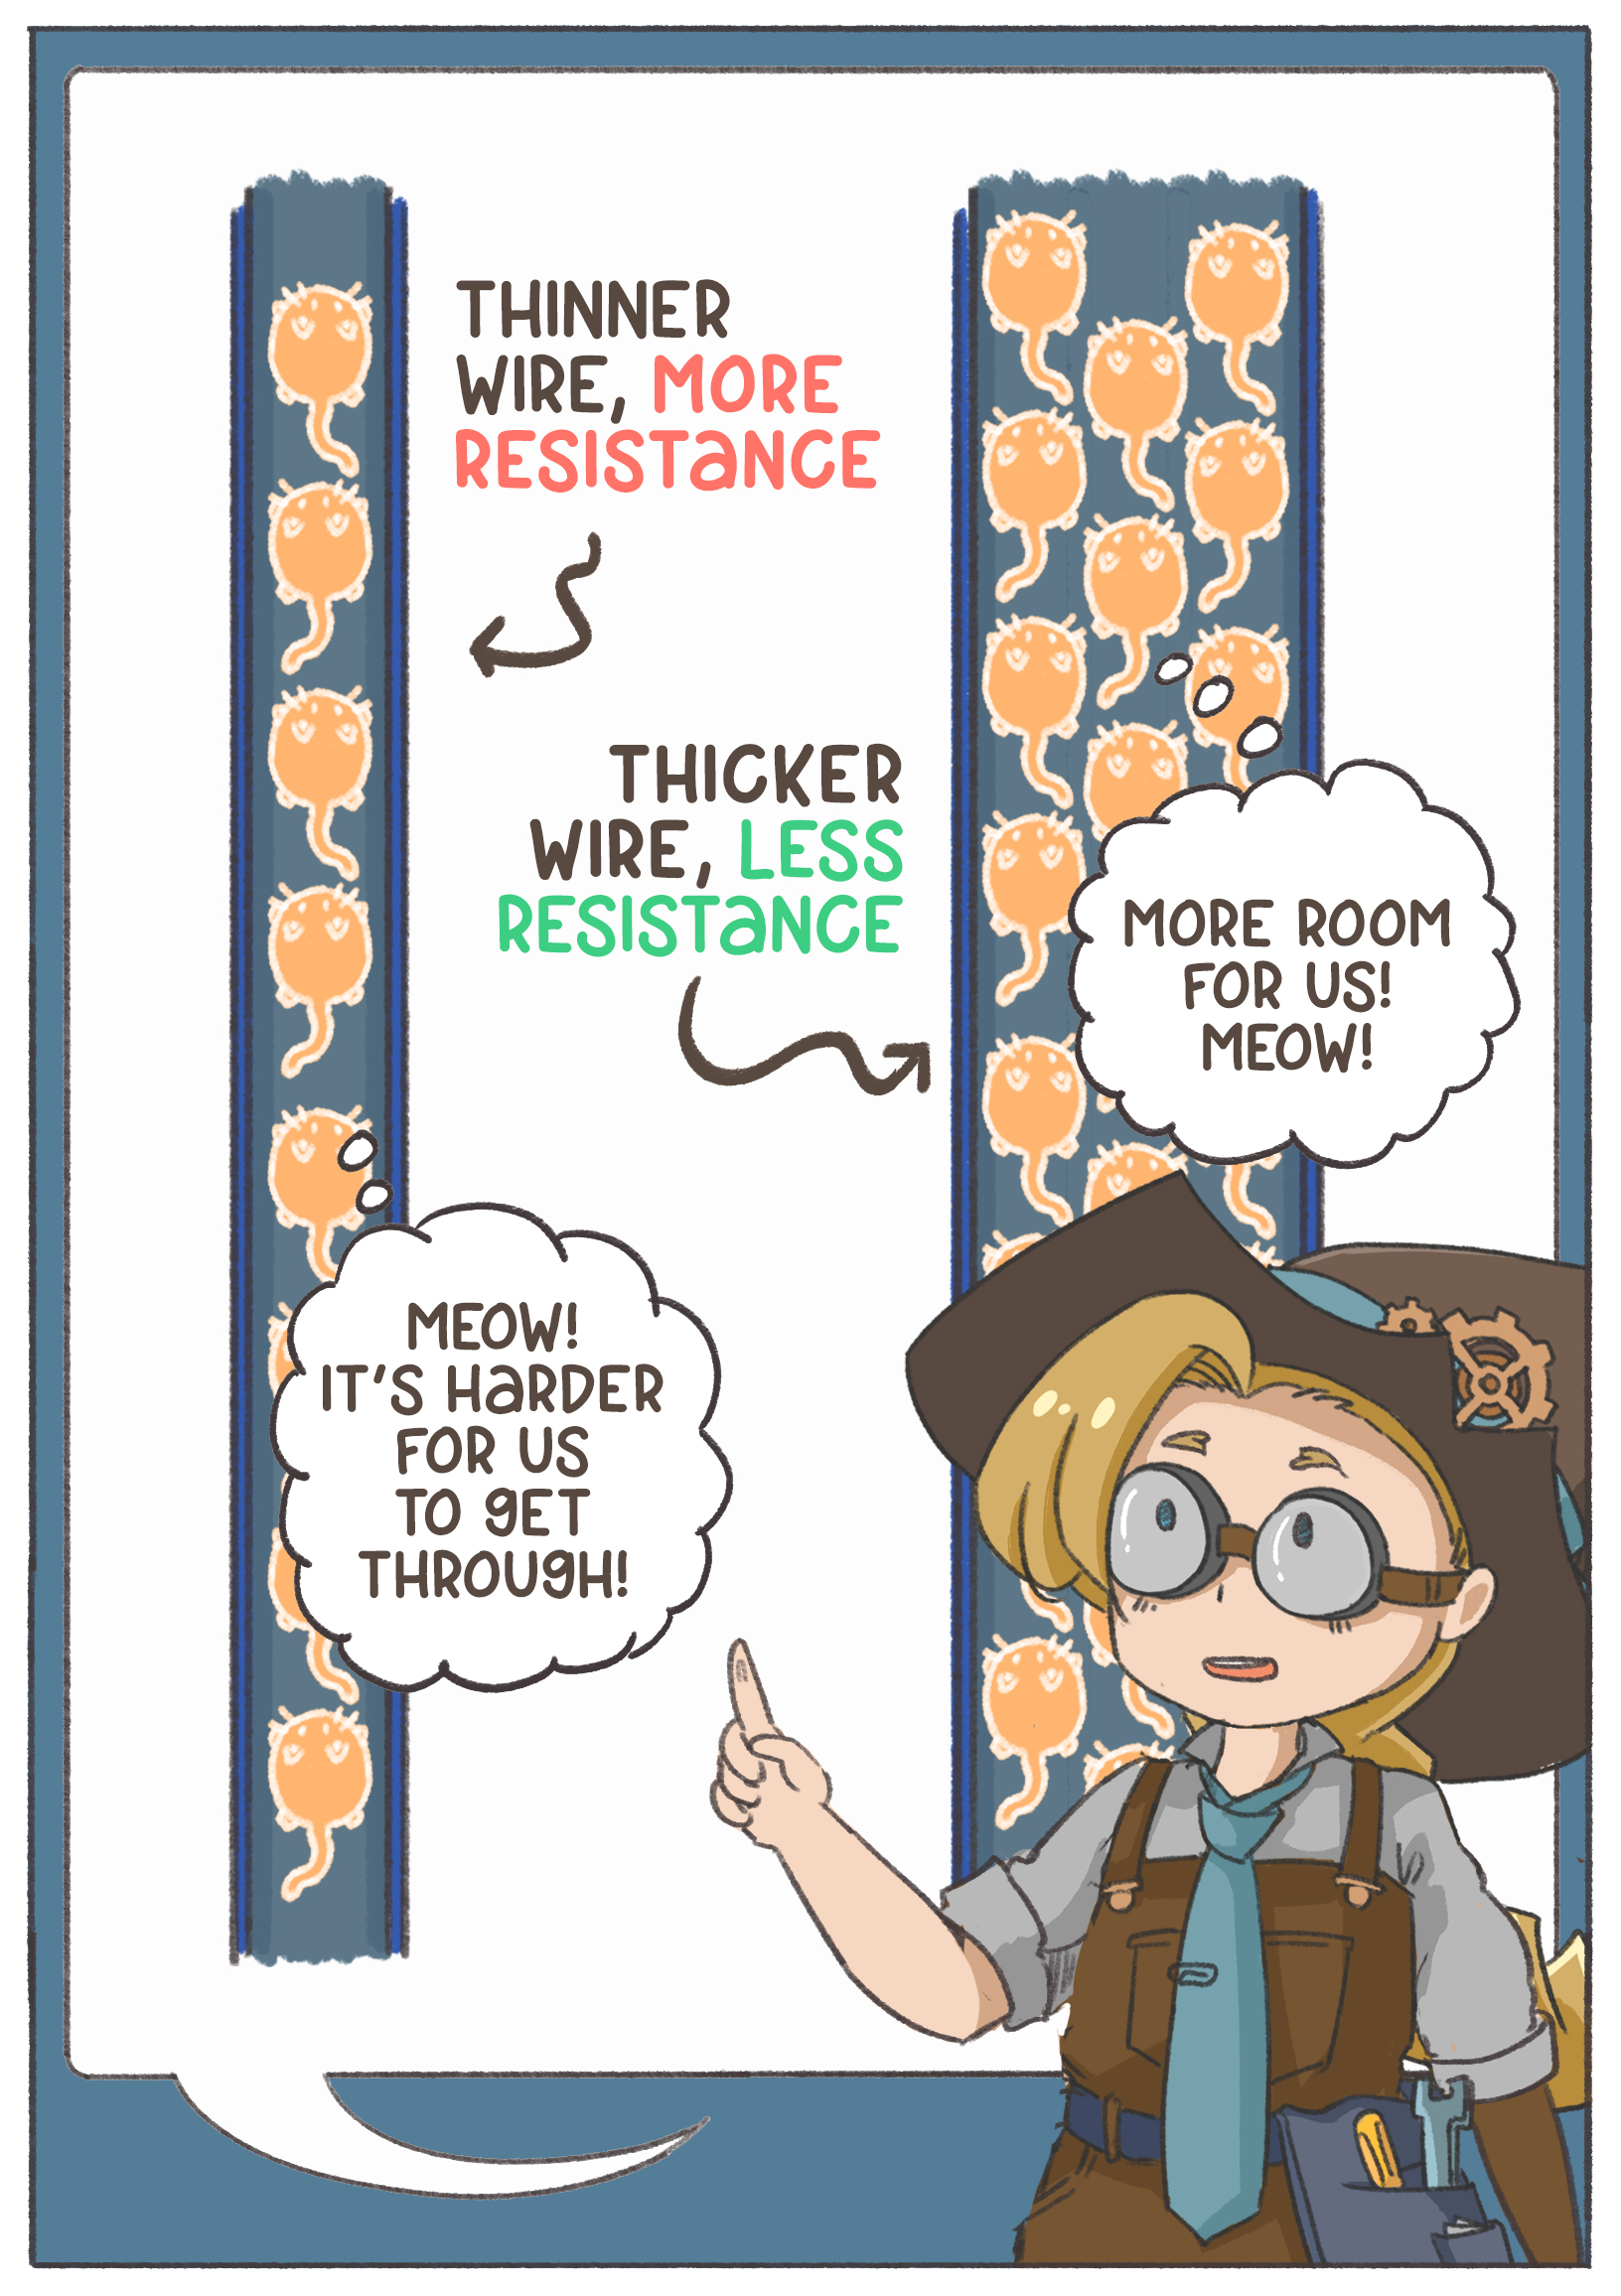 THINNER
WIRE, MORE
RESISTANCE
THICKER
WIRE, LESS
RESISTANCE
MORE ROOM
FOR US!
MEOW!
MEOW!
IT'S HARDER
FOR US
TO GET
THROUGH!